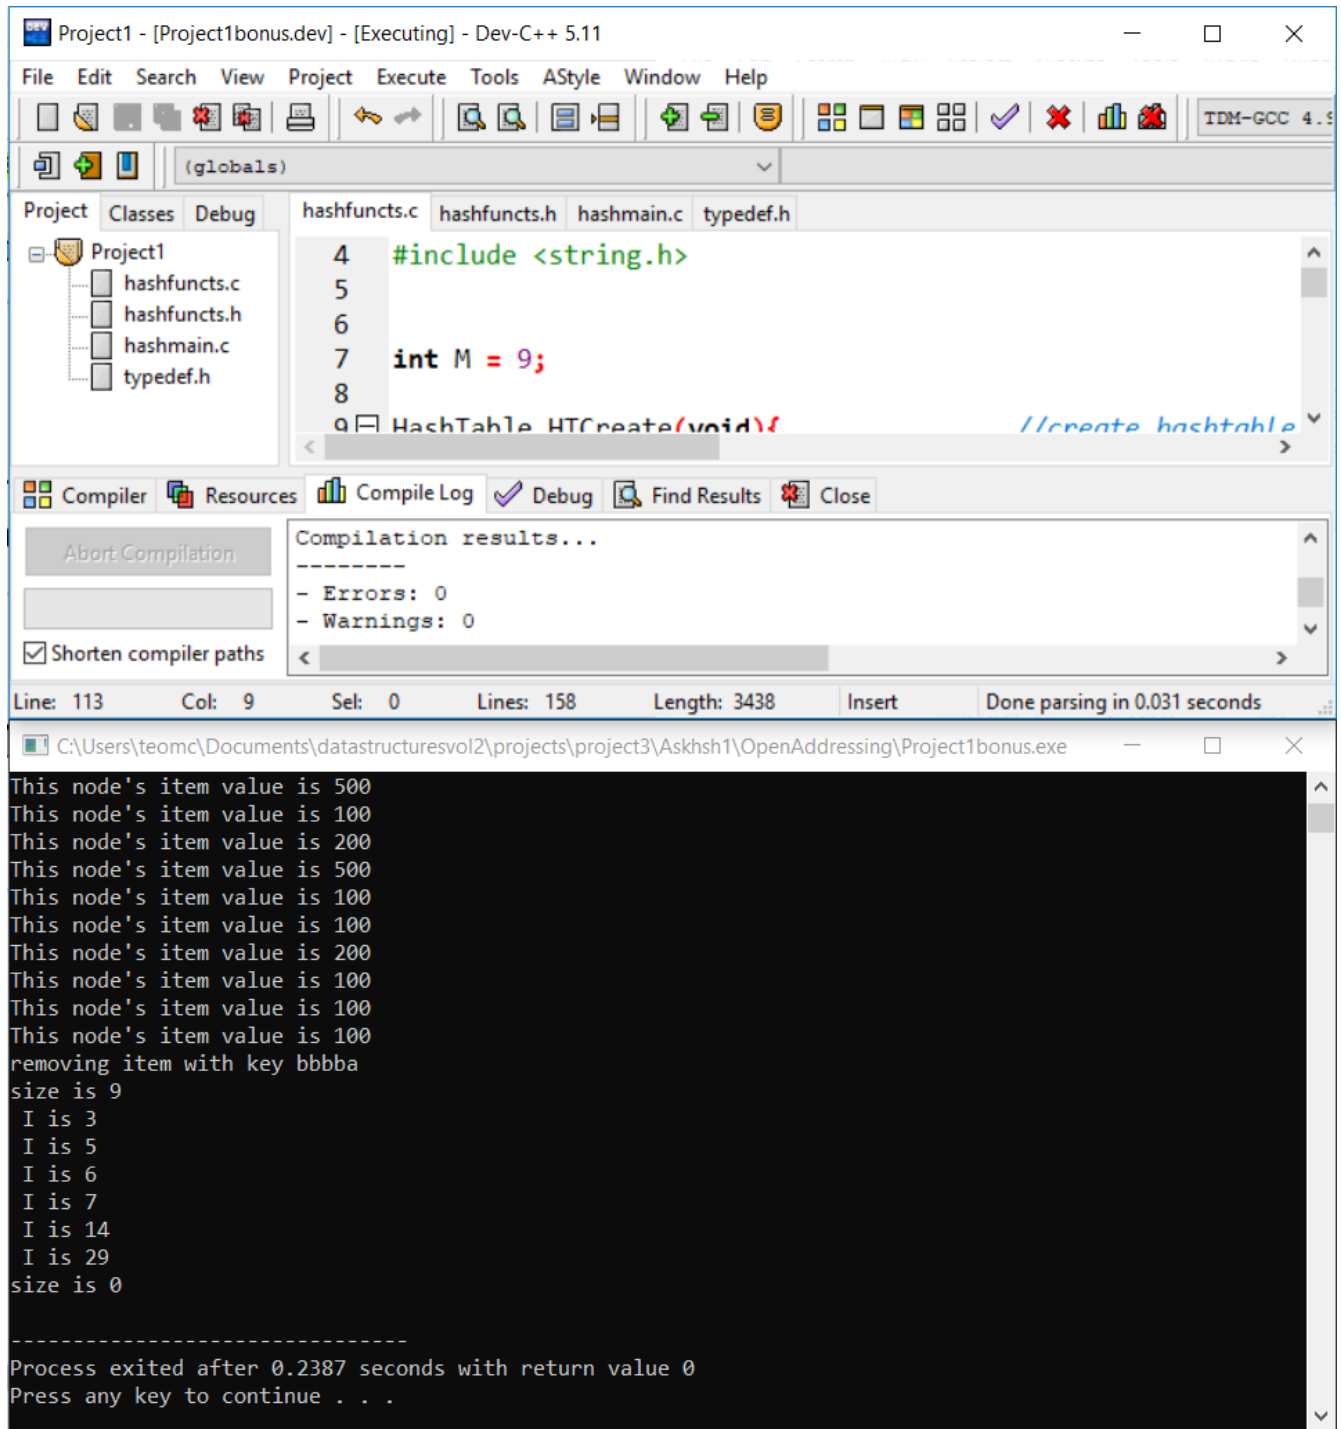 Project1 - [Project1bonus.dev] - [Executing] - Dev-C++ 5.11
File Edit Search View Project Execute Tools AStyle Window Help
TDM-GCC 4.9
(globals)
Project Classes Debug
hashfuncts.c hashfuncts.h hashmain.c typedef.h
Project1
hashfuncts.c
hashfuncts.h
hashmain.c
typedef.h
4 #include <string.h>
5
6
7 int M = 9;
8
9 HashTable HTCreate(void){ //create hashtable
Compiler Resources Compile Log Debug Find Results Close
Abort Compilation
Shorten compiler paths
Compilation results...
--------
- Errors: 0
- Warnings: 0
Line: 113 Col: 9 Sel: 0 Lines: 158 Length: 3438 Insert Done parsing in 0.031 seconds
C:\Users\teomc\Documents\datastructuresvol2\projects\project3\Askhsh1\OpenAddressing\Project1bonus.exe
This node's item value is 500
This node's item value is 100
This node's item value is 200
This node's item value is 500
This node's item value is 100
This node's item value is 100
This node's item value is 200
This node's item value is 100
This node's item value is 100
This node's item value is 100
removing item with key bbbba
size is 9
I is 3
I is 5
I is 6
I is 7
I is 14
I is 29
size is 0
--------------------------------
Process exited after 0.2387 seconds with return value 0
Press any key to continue . . .